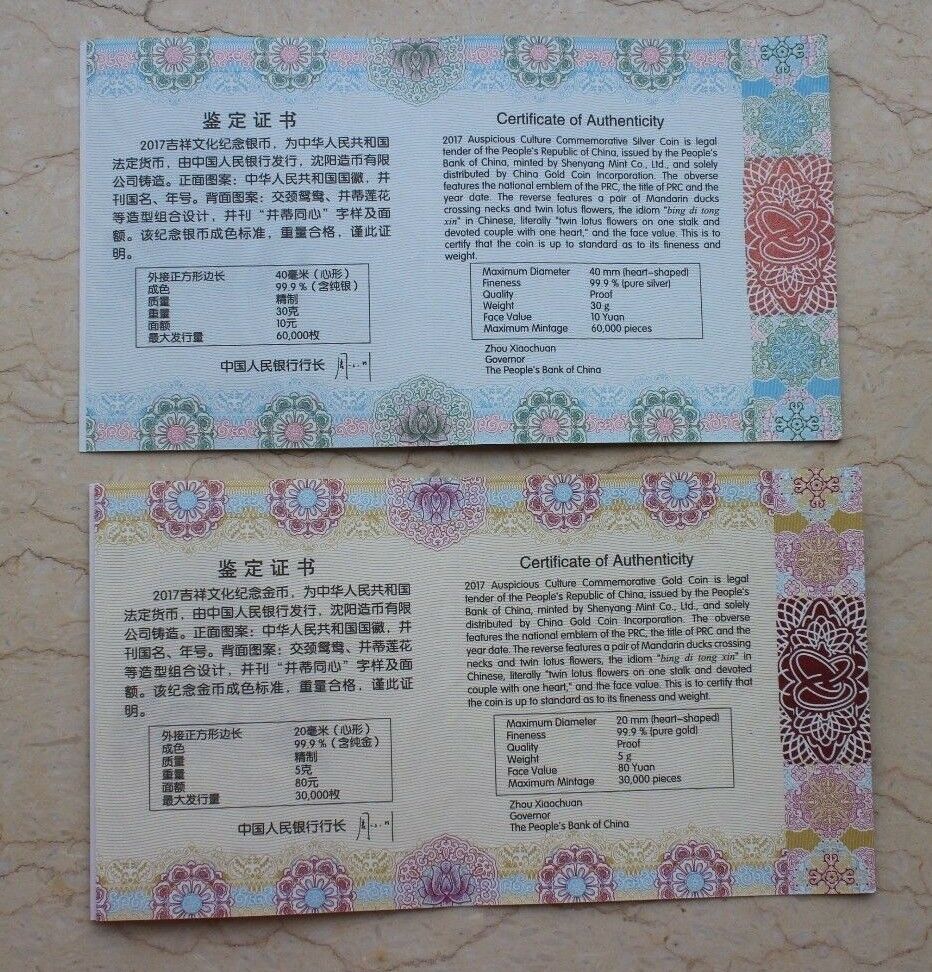 鉴定证书
2017吉祥文化纪念银币，为中华人民共和国
法定货币，由中国人民银行发行，沈阳造币有限
公司铸造。正面图案：中华人民共和国国徽，并
刊国名、年号。背面图案：交颈鸳鸯、并蒂莲花
等造型组合设计，并刊“并蒂同心”字样及面
额。该纪念银币成色标准，重量合格，谨此证
明。
外接正方形边长 40毫米（心形）
成色 99.9％（含纯银）
质量 精制
重量 30克
面额 10元
最大发行量 60,000枚
中国人民银行行长
Certificate of Authenticity
2017 Auspicious Culture Commemorative Silver Coin is legal
tender of the People's Republic of China, issued by the People's
Bank of China, minted by Shenyang Mint Co., Ltd., and solely
distributed by China Gold Coin Incorporation. The obverse
features the national emblem of the PRC, the title of PRC and the
year date. The reverse features a pair of Mandarin ducks
crossing necks and twin lotus flowers, the idiom "bing di tong
xin" in Chinese, literally "twin lotus flowers on one stalk and
devoted couple with one heart," and the face value. This is to
certify that the coin is up to standard as to its fineness and
weight.
Maximum Diameter 40 mm (heart-shaped)
Fineness 99.9 % (pure silver)
Quality Proof
Weight 30 g
Face Value 10 Yuan
Maximum Mintage 60,000 pieces
Zhou Xiaochuan
Governor
The People's Bank of China
鉴定证书
2017吉祥文化纪念金币，为中华人民共和国
法定货币，由中国人民银行发行，沈阳造币有限
公司铸造。正面图案：中华人民共和国国徽，并
刊国名、年号。背面图案：交颈鸳鸯、并蒂莲花
等造型组合设计，并刊“并蒂同心”字样及面
额。该纪念金币成色标准，重量合格，谨此证
明。
外接正方形边长 20毫米（心形）
成色 99.9％（含纯金）
质量 精制
重量 5克
面额 80元
最大发行量 30,000枚
中国人民银行行长
Certificate of Authenticity
2017 Auspicious Culture Commemorative Gold Coin is legal
tender of the People's Republic of China, issued by the People's
Bank of China, minted by Shenyang Mint Co., Ltd., and solely
distributed by China Gold Coin Incorporation. The obverse
features the national emblem of the PRC, the title of PRC and the
year date. The reverse features a pair of Mandarin ducks crossing
necks and twin lotus flowers, the idiom "bing di tong xin" in
Chinese, literally "twin lotus flowers on one stalk and devoted
couple with one heart," and the face value. This is to certify that
the coin is up to standard as to its fineness and weight.
Maximum Diameter 20 mm (heart-shaped)
Fineness 99.9 % (pure gold)
Quality Proof
Weight 5 g
Face Value 80 Yuan
Maximum Mintage 30,000 pieces
Zhou Xiaochuan
Governor
The People's Bank of China